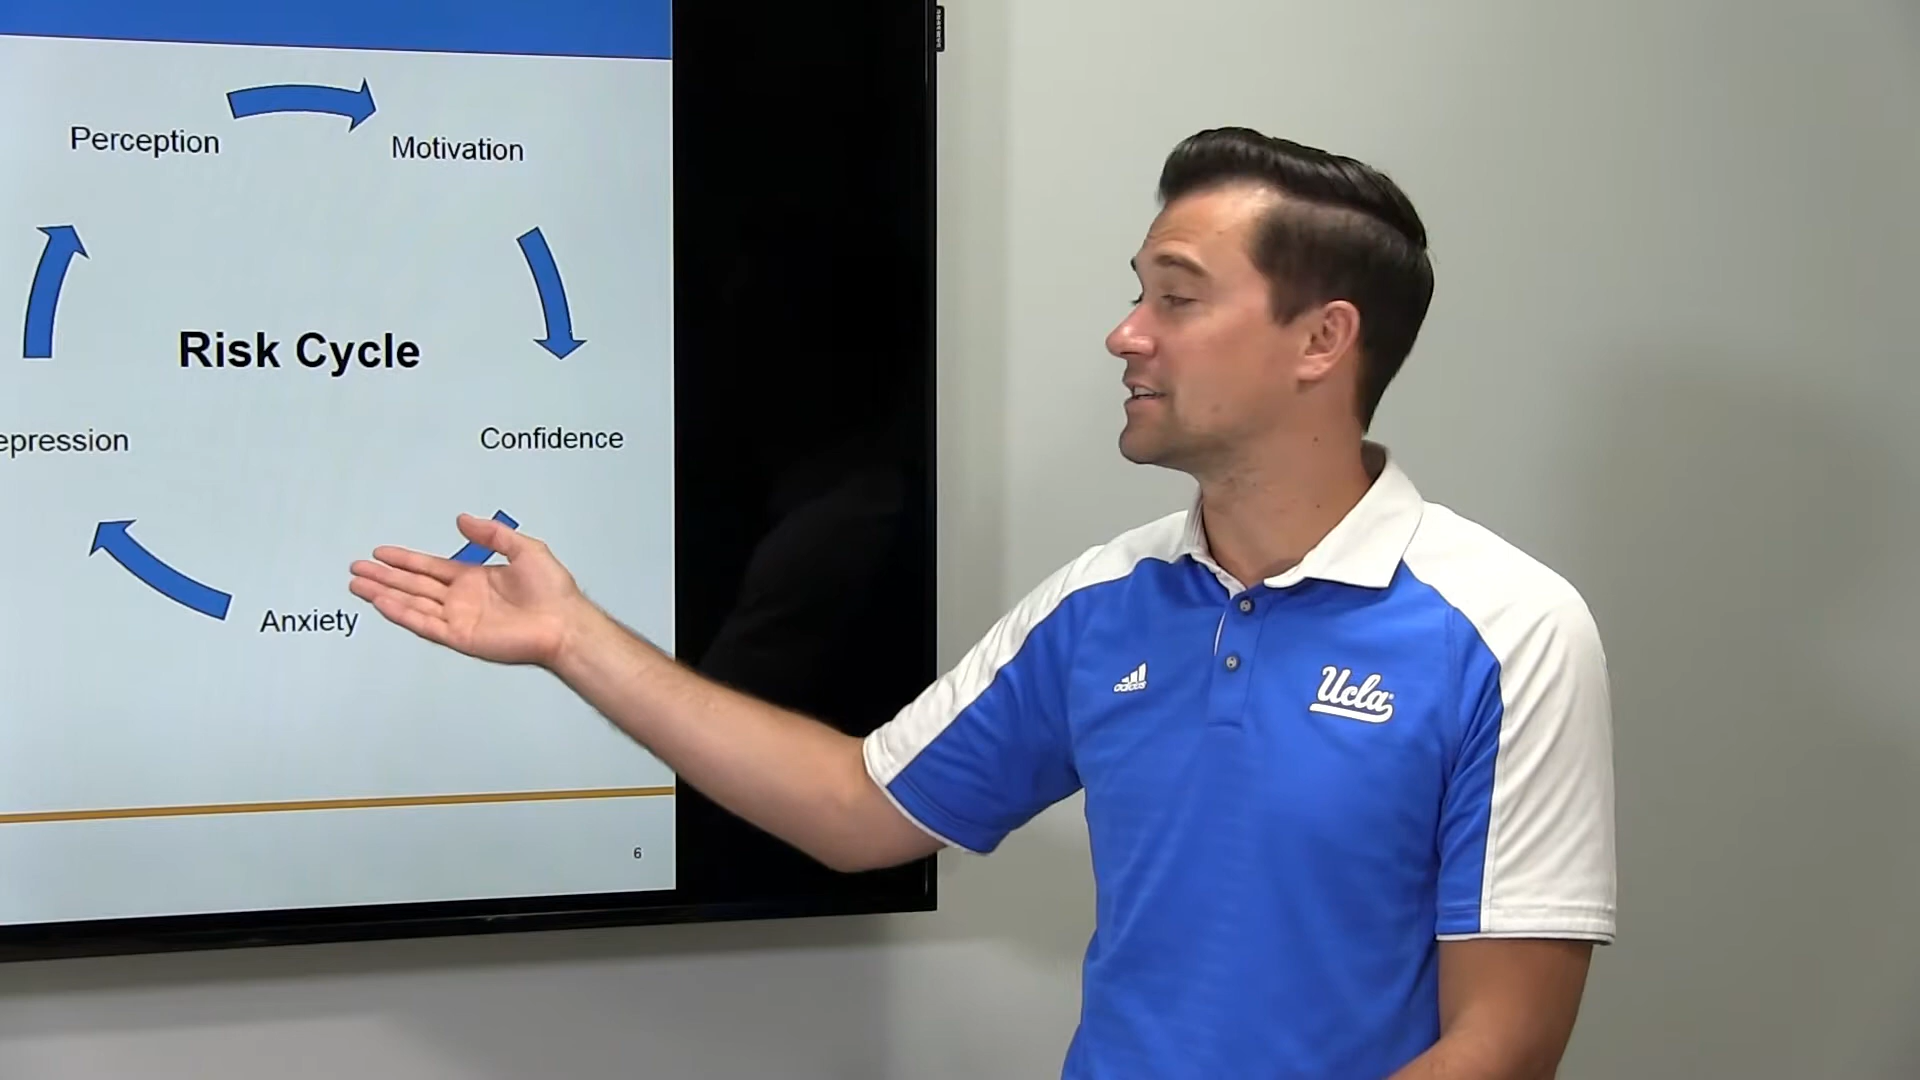 Perception
Motivation
Risk Cycle
epression
Confidence
Anxiety
6
adidas
Ucla